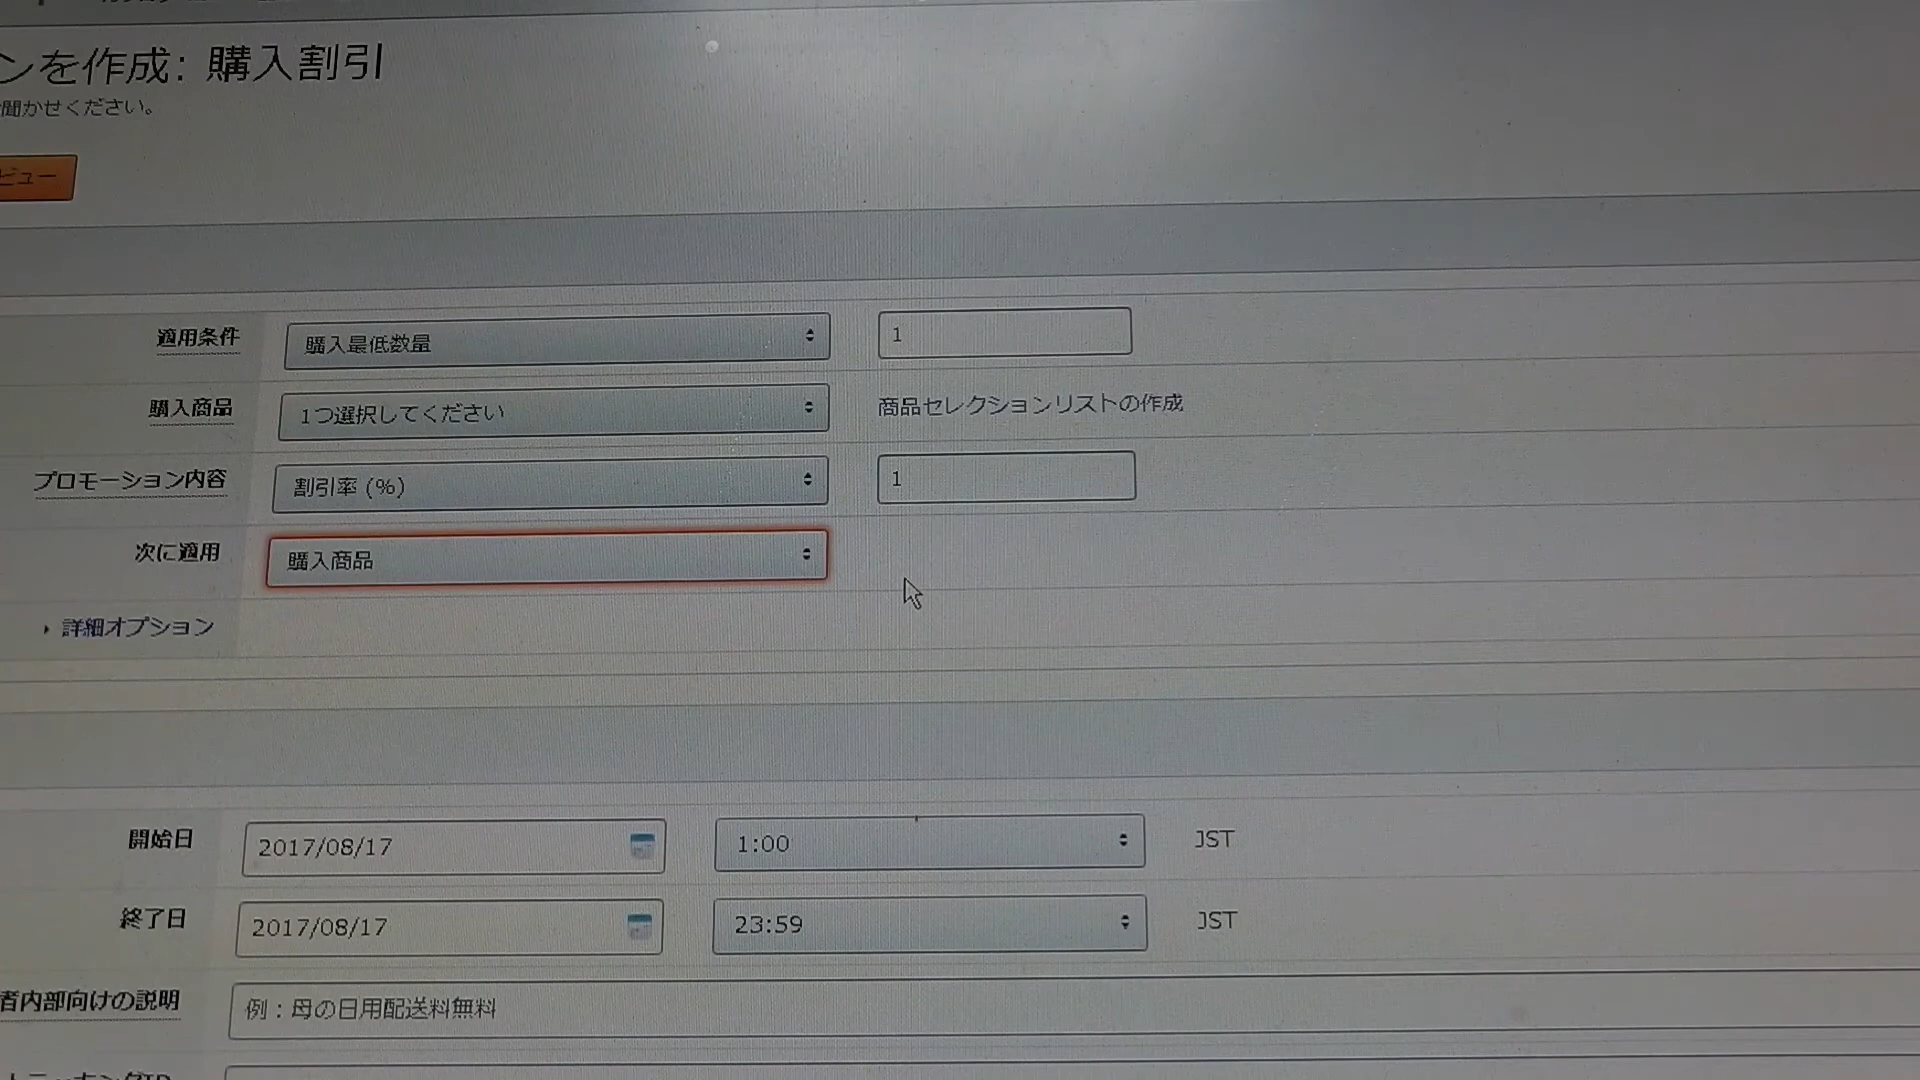 ンを作成: 購入割引
聞かせください。
ビュー
適用条件 購入最低数量 1
購入商品 1つ選択してください 商品セレクションリストの作成
プロモーション内容 割引率 (%) 1
次に適用 購入商品
詳細オプション
開始日 2017/08/17 1:00 JST
終了日 2017/08/17 23:59 JST
者内部向けの説明 例：母の日用配送料無料